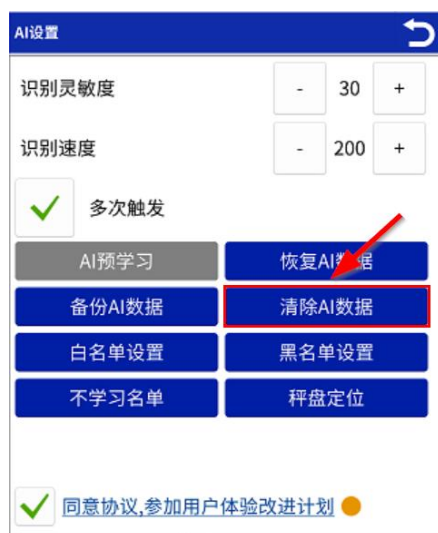 AI设置
识别灵敏度 - 30 +
识别速度 - 200 +
多次触发
AI预学习 恢复AI数据
备份AI数据 清除AI数据
白名单设置 黑名单设置
不学习名单 秤盘定位
同意协议,参加用户体验改进计划